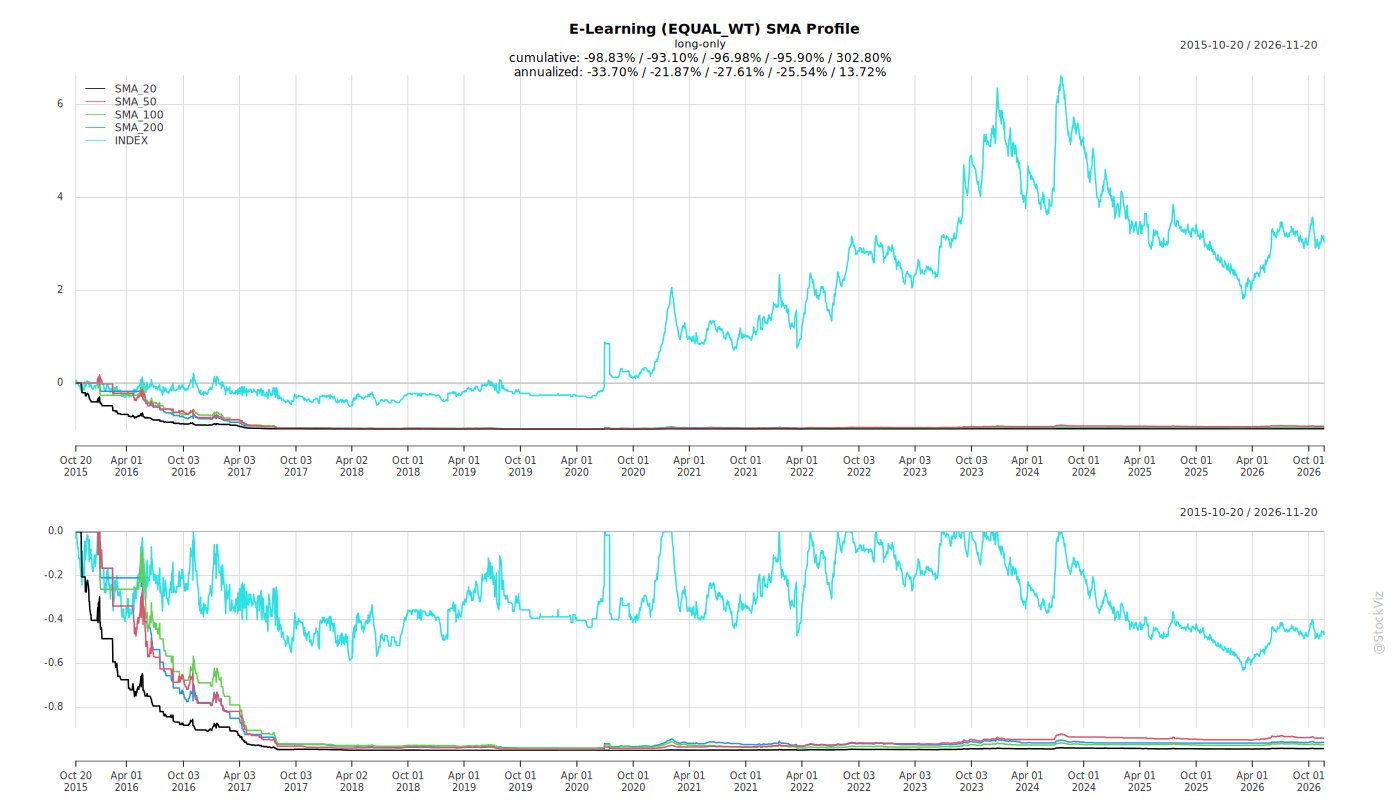 E-Learning (EQUAL_WT) SMA Profile
long-only
2015-10-20 / 2026-11-20
cumulative: -98.83% / -93.10% / -96.98% / -95.90% / 302.80%
annualized: -33.70% / -21.87% / -27.61% / -25.54% / 13.72%
SMA_20
SMA_50
SMA_100
SMA_200
INDEX
6
4
2
0
Oct 20 Apr 01 Oct 03 Apr 03 Oct 03 Apr 02 Oct 01 Apr 01 Oct 01 Apr 01 Oct 01 Apr 01 Oct 01 Apr 01 Oct 03 Apr 03 Oct 03 Apr 01 Oct 01 Apr 01 Oct 01 Apr 01 Oct 01
2015 2016 2016 2017 2017 2018 2018 2019 2019 2020 2020 2021 2021 2022 2022 2023 2023 2024 2024 2025 2025 2026 2026
2015-10-20 / 2026-11-20
0.0
-0.2
-0.4
-0.6
-0.8
Oct 20 Apr 01 Oct 03 Apr 03 Oct 03 Apr 02 Oct 01 Apr 01 Oct 01 Apr 01 Oct 01 Apr 01 Oct 01 Apr 01 Oct 03 Apr 03 Oct 03 Apr 01 Oct 01 Apr 01 Oct 01 Apr 01 Oct 01
2015 2016 2016 2017 2017 2018 2018 2019 2019 2020 2020 2021 2021 2022 2022 2023 2023 2024 2024 2025 2025 2026 2026
@StockViz